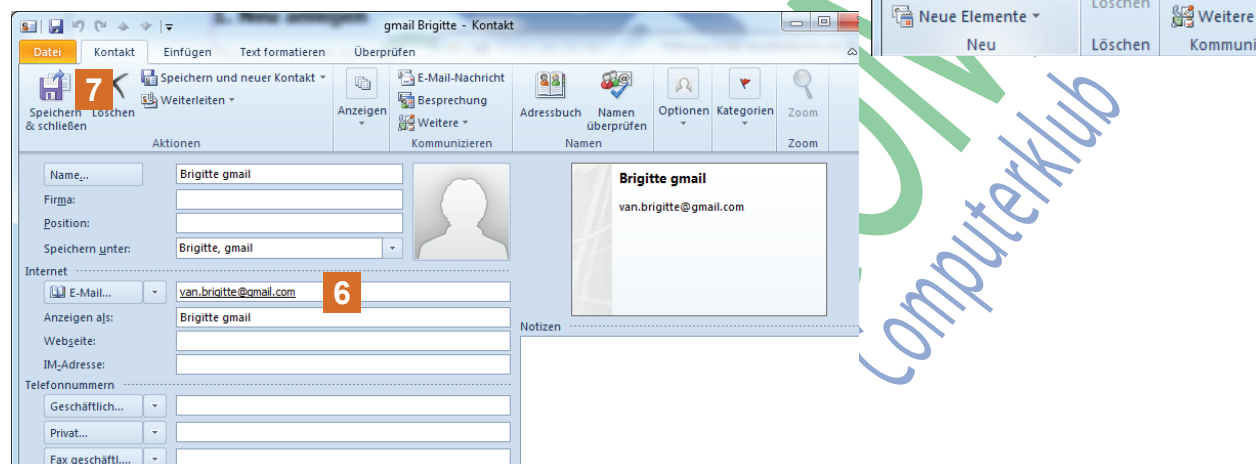 1. Neu anlegen
gmail Brigitte - Kontakt
Datei Kontakt Einfügen Text formatieren Überprüfen
7
Speichern & schließen
Löschen
Speichern und neuer Kontakt
Weiterleiten
Aktionen
Anzeigen
E-Mail-Nachricht
Besprechung
Weitere
Kommunizieren
Adressbuch
Namen überprüfen
Namen
Optionen
Kategorien
Zoom
Zoom
Name... Brigitte gmail
Firma:
Position:
Speichern unter: Brigitte, gmail
Internet
E-Mail... van.brigitte@gmail.com 6
Anzeigen als: Brigitte gmail
Webseite:
IM-Adresse:
Telefonnummern
Geschäftlich...
Privat...
Fax geschäftl....
Brigitte gmail
van.brigitte@gmail.com
Notizen
Neue Elemente
Neu
Löschen
Löschen
Weitere
Kommuni
Computerklub